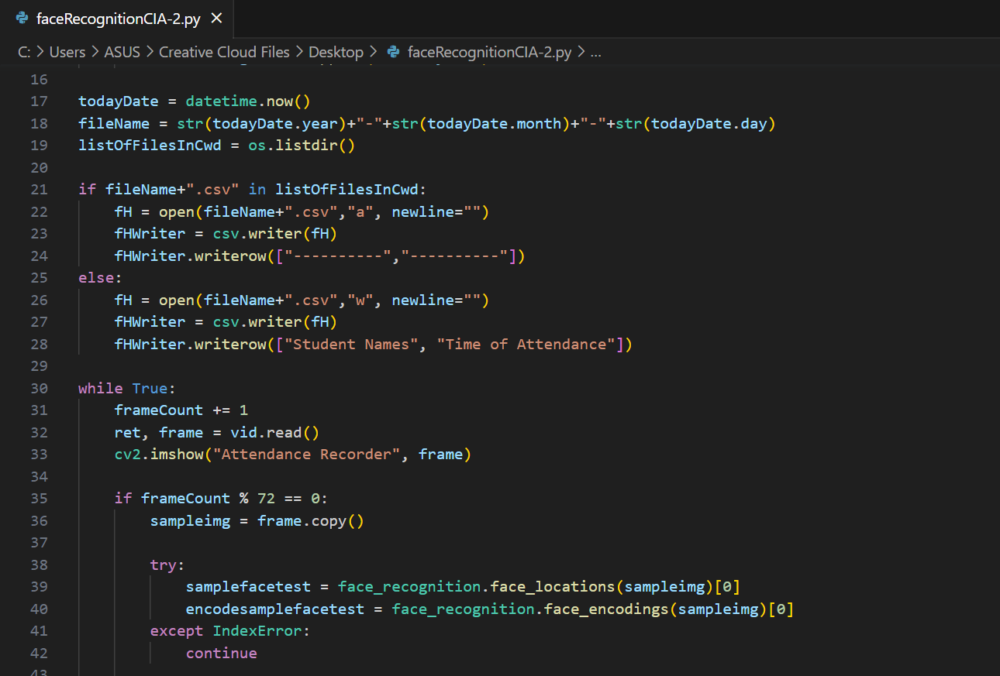 faceRecognitionCIA-2.py ×
C: > Users > ASUS > Creative Cloud Files > Desktop > faceRecognitionCIA-2.py > ...
16
17 todayDate = datetime.now()
18 fileName = str(todayDate.year)+"-"+str(todayDate.month)+"-"+str(todayDate.day)
19 listOfFilesInCwd = os.listdir()
20
21 if fileName+".csv" in listOfFilesInCwd:
22     fH = open(fileName+".csv","a", newline="")
23     fHWriter = csv.writer(fH)
24     fHWriter.writerow(["----------","----------"])
25 else:
26     fH = open(fileName+".csv","w", newline="")
27     fHWriter = csv.writer(fH)
28     fHWriter.writerow(["Student Names", "Time of Attendance"])
29
30 while True:
31     frameCount += 1
32     ret, frame = vid.read()
33     cv2.imshow("Attendance Recorder", frame)
34
35     if frameCount % 72 == 0:
36         sampleimg = frame.copy()
37
38         try:
39             samplefacetest = face_recognition.face_locations(sampleimg)[0]
40             encodesamplefacetest = face_recognition.face_encodings(sampleimg)[0]
41         except IndexError:
42             continue
43